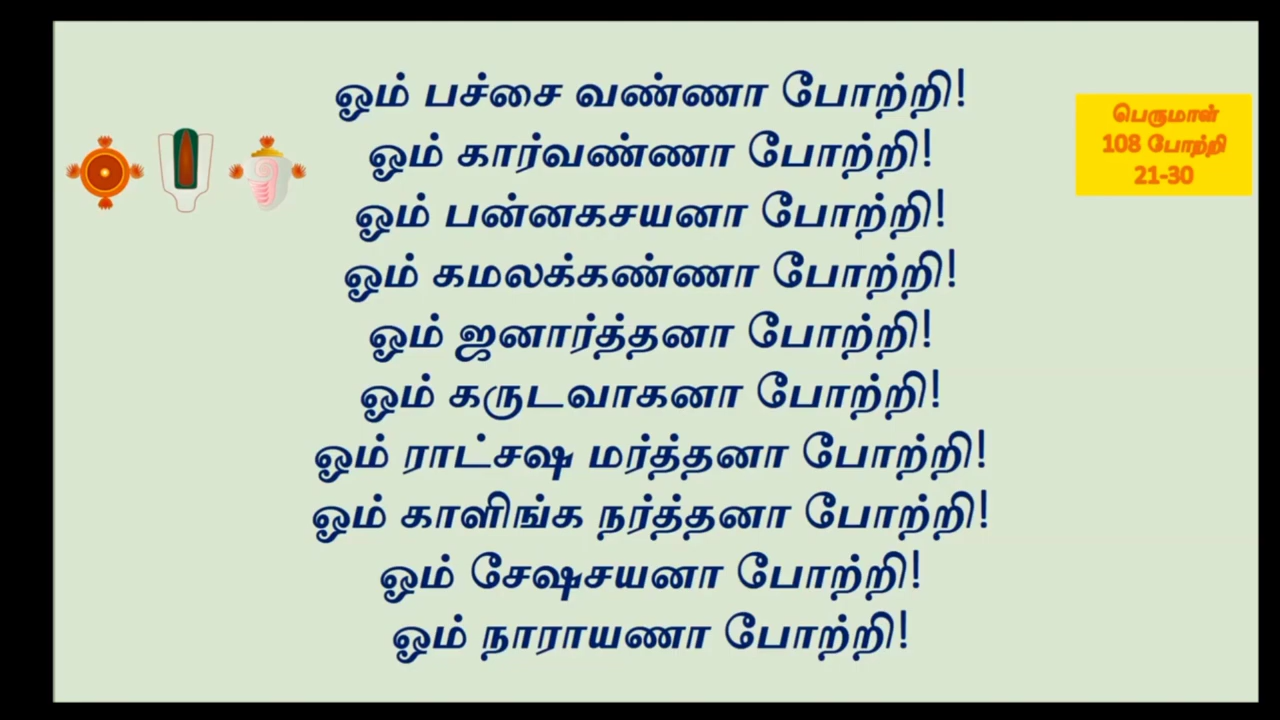 ஓம் பச்சை வண்ணா போற்றி!
ஓம் கார்வண்ணா போற்றி!
ஓம் பன்னகசயனா போற்றி!
ஓம் கமலக்கண்ணா போற்றி!
ஓம் ஜனார்த்தனா போற்றி!
ஓம் கருடவாகனா போற்றி!
ஓம் ராட்சஷ மர்த்தனா போற்றி!
ஓம் காளிங்க நர்த்தனா போற்றி!
ஓம் சேஷசயனா போற்றி!
ஓம் நாராயணா போற்றி!
பெருமாள்
108 போற்றி
21-30